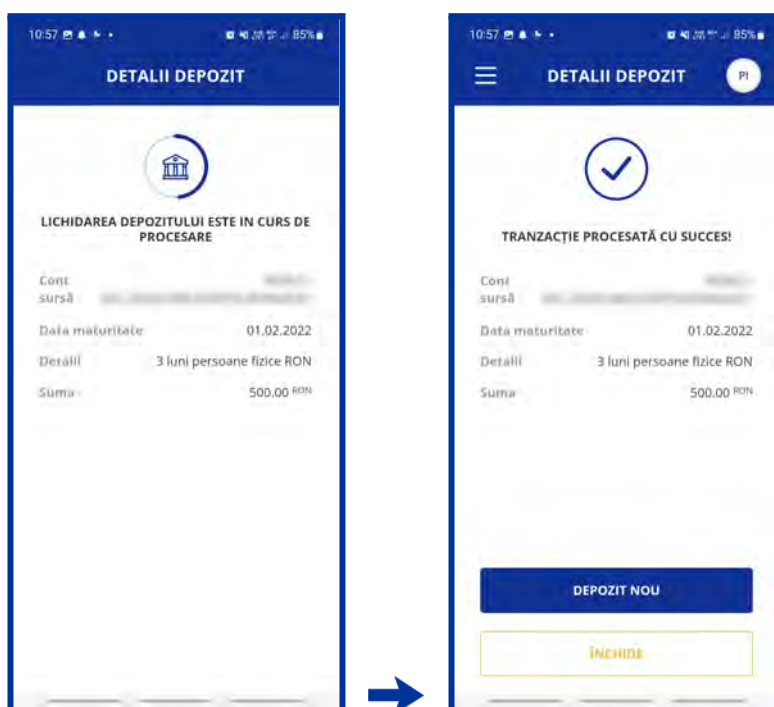 10:57
85%
DETALII DEPOZIT
LICHIDAREA DEPOZITULUI ESTE IN CURS DE
PROCESARE
Cont
sursă
Data maturitate 01.02.2022
Detalii 3 luni persoane fizice RON
Suma 500.00 RON
10:57
85%
DETALII DEPOZIT
PI
TRANZACȚIE PROCESATĂ CU SUCCES!
Cont
sursă
Data maturitate 01.02.2022
Detalii 3 luni persoane fizice RON
Suma 500.00 RON
DEPOZIT NOU
ÎNCHIDE